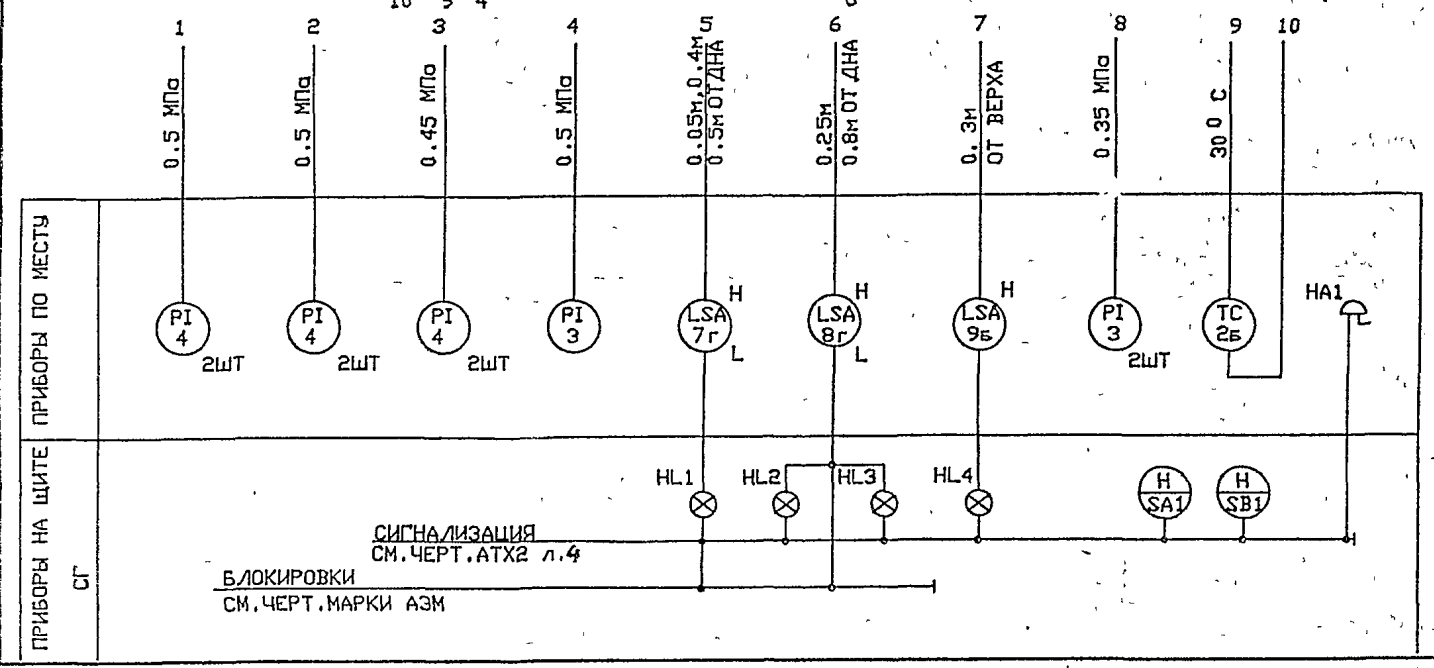 10 9 4
1 2 3 4 5 6 7 8 9 10
0.5 МПа
0.5 МПа
0.45 МПа
0.5 МПа
0.05м,0.4м
0.5м ОТ ДНА
0.25м
0.8м ОТ ДНА
0.3м
ОТ ВЕРХА
0.35 МПа
30 0 С
ПРИБОРЫ ПО МЕСТУ
PI
4
2ШТ
PI
4
2ШТ
PI
4
2ШТ
PI
3
H
LSA
7г
L
H
LSA
8г
L
H
LSA
9Б
PI
3
2ШТ
TC
2Б
HA1
ПРИБОРЫ НА ЩИТЕ
СГ
HL1
HL2
HL3
HL4
H
SA1
H
SB1
СИГНАЛИЗАЦИЯ
СМ.ЧЕРТ.АТХ2 л.4
БЛОКИРОВКИ
СМ.ЧЕРТ.МАРКИ АЭМ